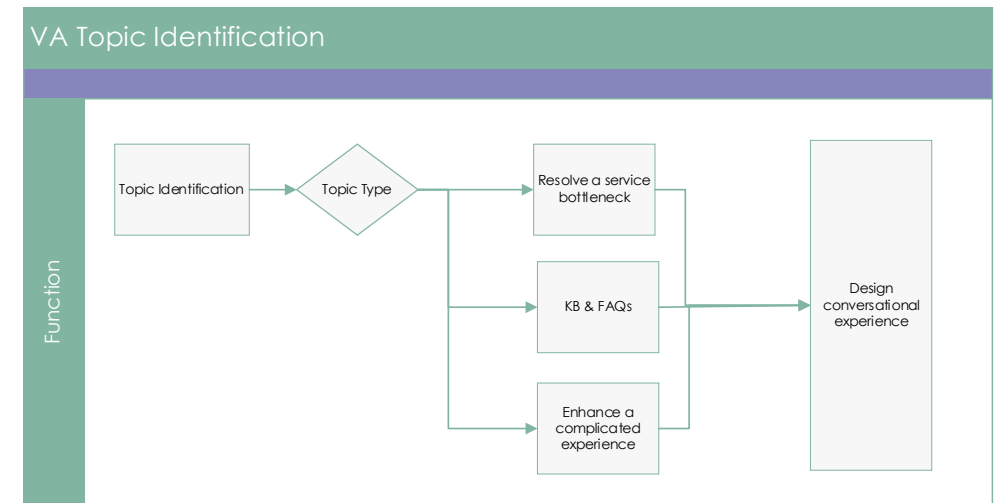 VA Topic Identification
Function
Topic Identification
Topic Type
Resolve a service
bottleneck
KB & FAQs
Enhance a
complicated
experience
Design
conversational
experience